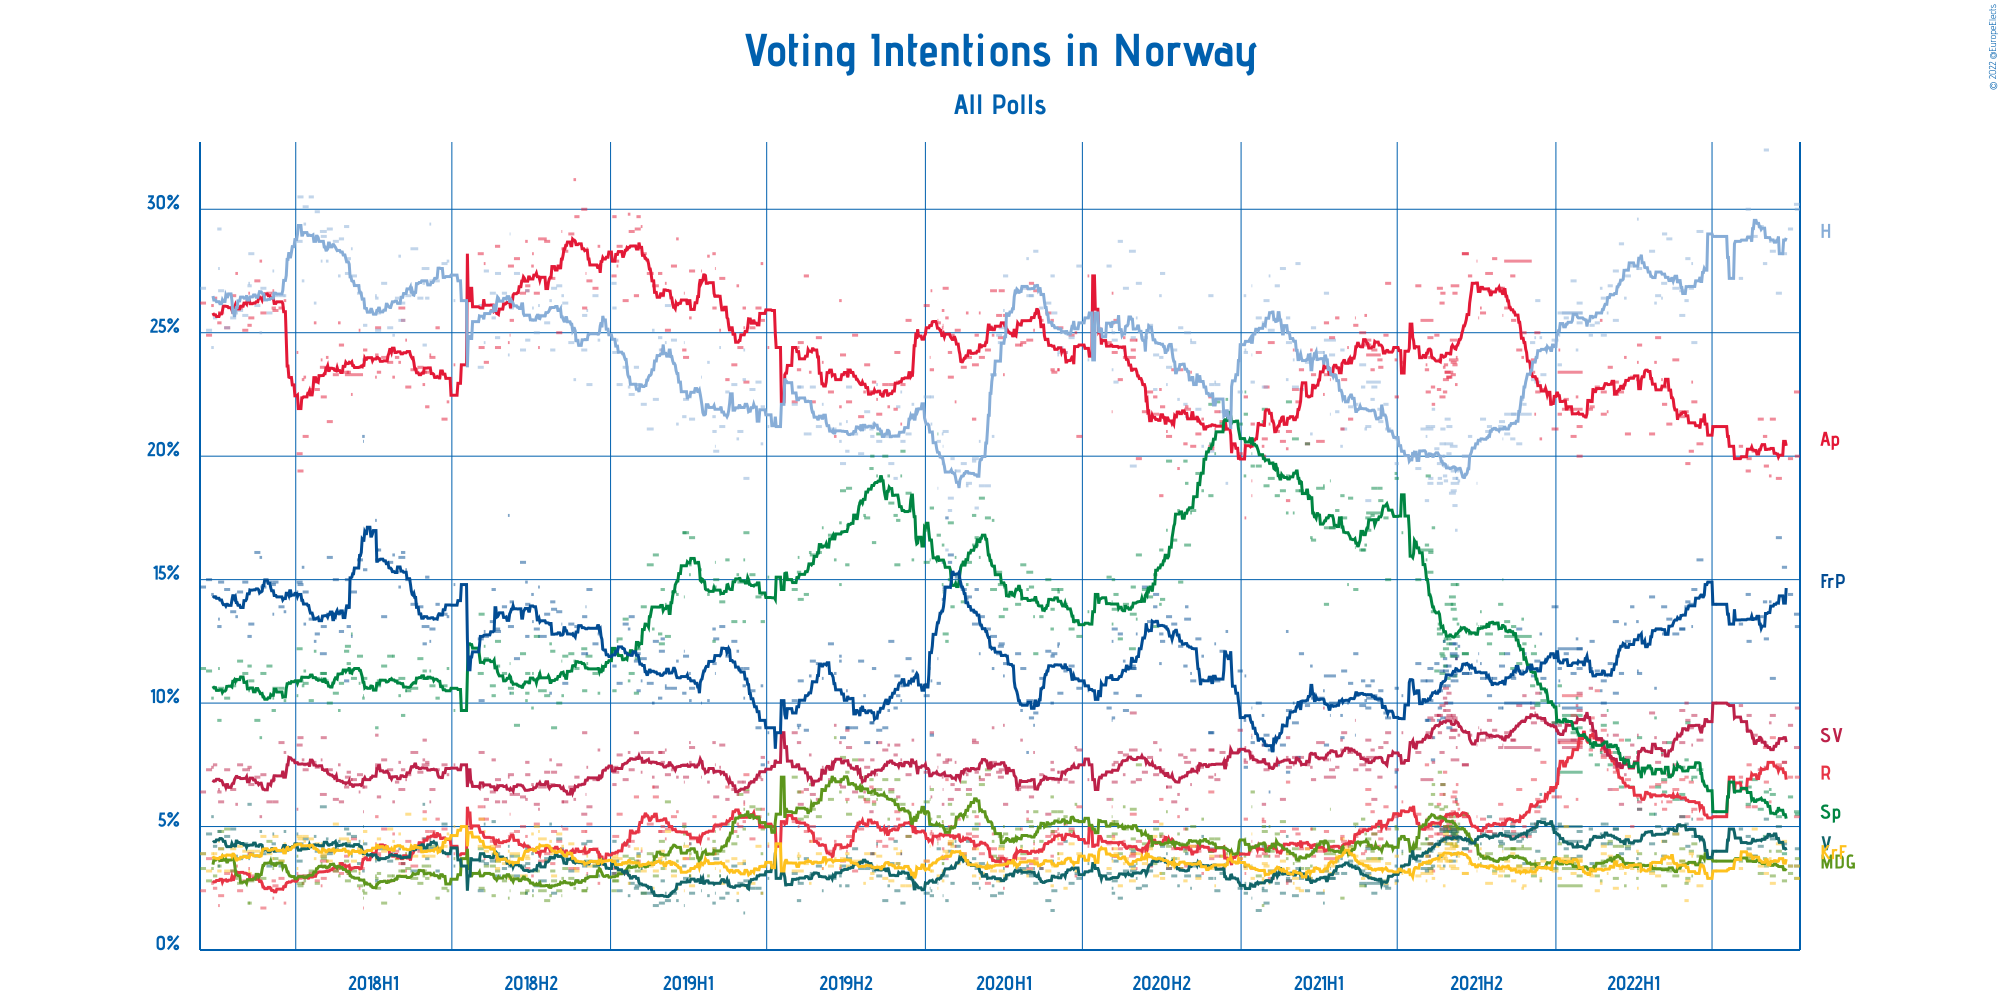 Voting Intentions in Norway
All Polls
© 2022 @EuropeElects
30%
25%
20%
15%
10%
5%
0%
H
Ap
FrP
SV
R
Sp
V
KrF
MDG
2018H1 2018H2 2019H1 2019H2 2020H1 2020H2 2021H1 2021H2 2022H1